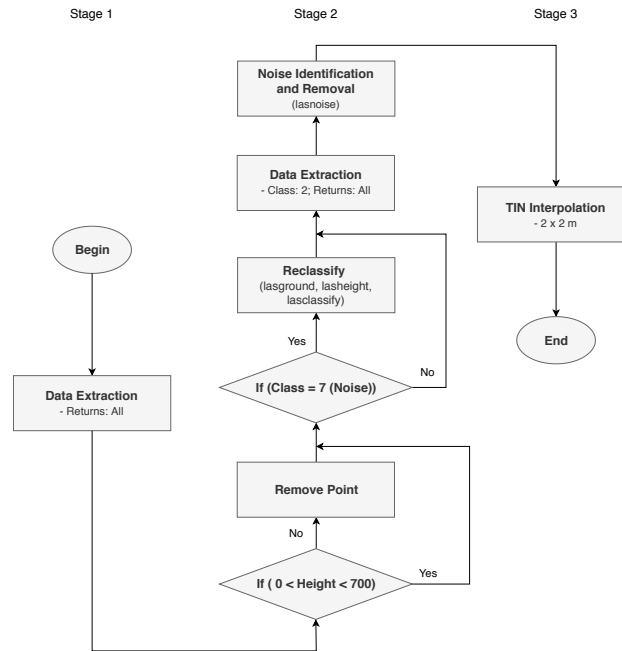 Stage 1
Stage 2
Stage 3
Begin
Data Extraction
- Returns: All
If ( 0 < Height < 700)
Yes
No
Remove Point
If (Class = 7 (Noise))
No
Yes
Reclassify
(lasground, lasheight,
lasclassify)
Data Extraction
- Class: 2; Returns: All
Noise Identification
and Removal
(lasnoise)
TIN Interpolation
- 2 x 2 m
End